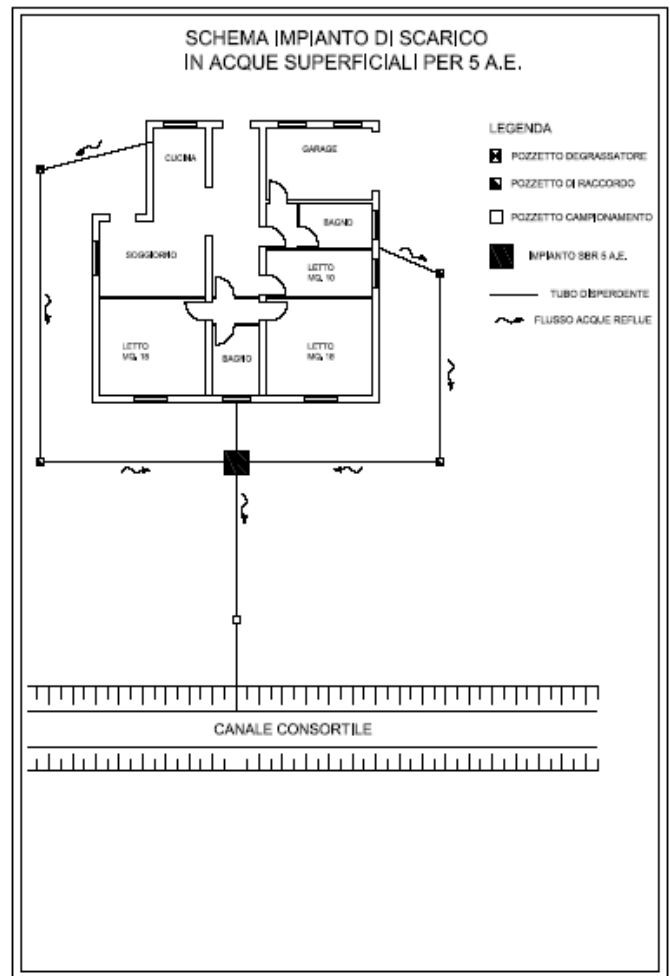 SCHEMA IMPIANTO DI SCARICO
IN ACQUE SUPERFICIALI PER 5 A.E.
LEGENDA
POZZETTO DEGRASSATORE
POZZETTO DI RACCORDO
POZZETTO CAMPIONAMENTO
IMPIANTO SBR 5 A.E.
TUBO DISPERDENTE
FLUSSO ACQUE REFLUE
CUCINA
GARAGE
BAGNO
SOGGIORNO
LETTO
MQ. 10
LETTO
MQ. 18
BAGNO
LETTO
MQ. 18
CANALE CONSORTILE